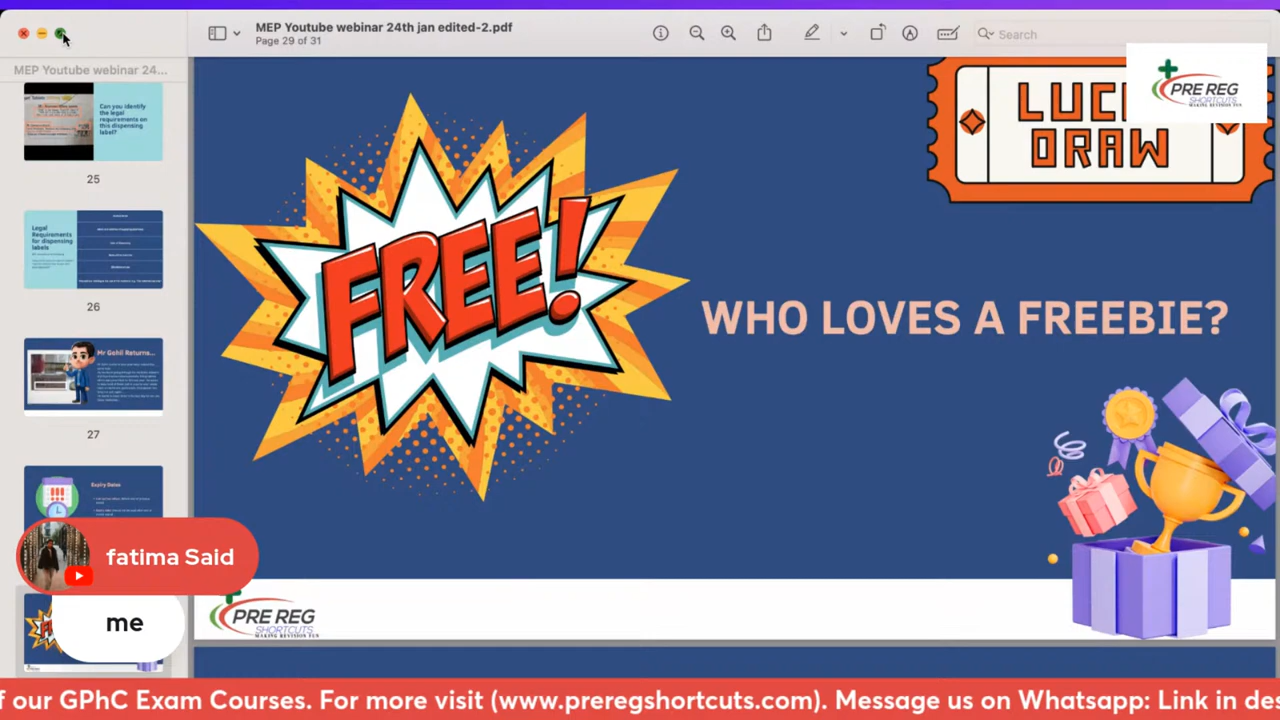 MEP Youtube webinar 24th jan edited-2.pdf
Page 29 of 31
Search
MEP Youtube webinar 24...
PRE REG
SHORTCUTS
MAKING REVISION FUN
DRAW
Can you identify
the legal
requirements on
this dispensing
label?
25
Legal
Requirements
for dispensing
labels
26
Mr Gohil Returns...
27
Expiry Dates
FREE!
WHO LOVES A FREEBIE?
fatima Said
me
PRE REG
SHORTCUTS
MAKING REVISION FUN
f our GPhC Exam Courses. For more visit (www.preregshortcuts.com). Message us on Whatsapp: Link in des